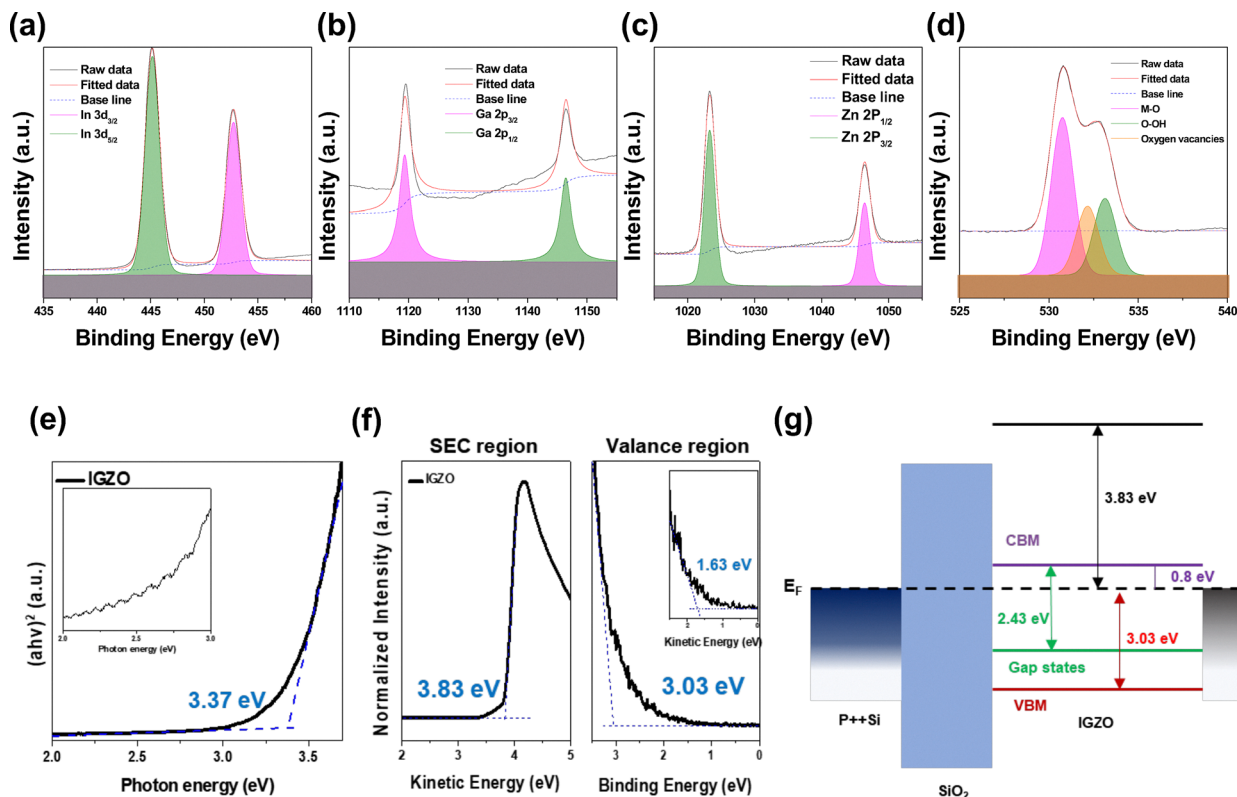 (a)
Intensity (a.u.)
Raw data
Fitted data
Base line
In 3d3/2
In 3d5/2
435 440 445 450 455 460
Binding Energy (eV)
(b)
Intensity (a.u.)
Raw data
Fitted data
Base line
Ga 2p3/2
Ga 2p1/2
1110 1120 1130 1140 1150
Binding Energy (eV)
(c)
Intensity (a.u.)
Raw data
Fitted data
Base line
Zn 2P1/2
Zn 2P3/2
1020 1030 1040 1050
Binding Energy (eV)
(d)
Intensity (a.u.)
Raw data
Fitted data
Base line
M-O
O-OH
Oxygen vacancies
525 530 535 540
Binding Energy (eV)
(e)
(ahv)² (a.u.)
IGZO
2.0 2.5 3.0
Photon energy (eV)
3.37 eV
2.0 2.5 3.0 3.5
Photon energy (eV)
(f)
SEC region
Normalized Intensity (a.u.)
IGZO
3.83 eV
2 3 4 5
Kinetic Energy (eV)
Valance region
1.63 eV
2 1 0
Kinetic Energy (eV)
3.03 eV
3 2 1 0
Binding Energy (eV)
(g)
3.83 eV
CBM
EF
0.8 eV
2.43 eV
3.03 eV
Gap states
VBM
P++Si
IGZO
SiO2